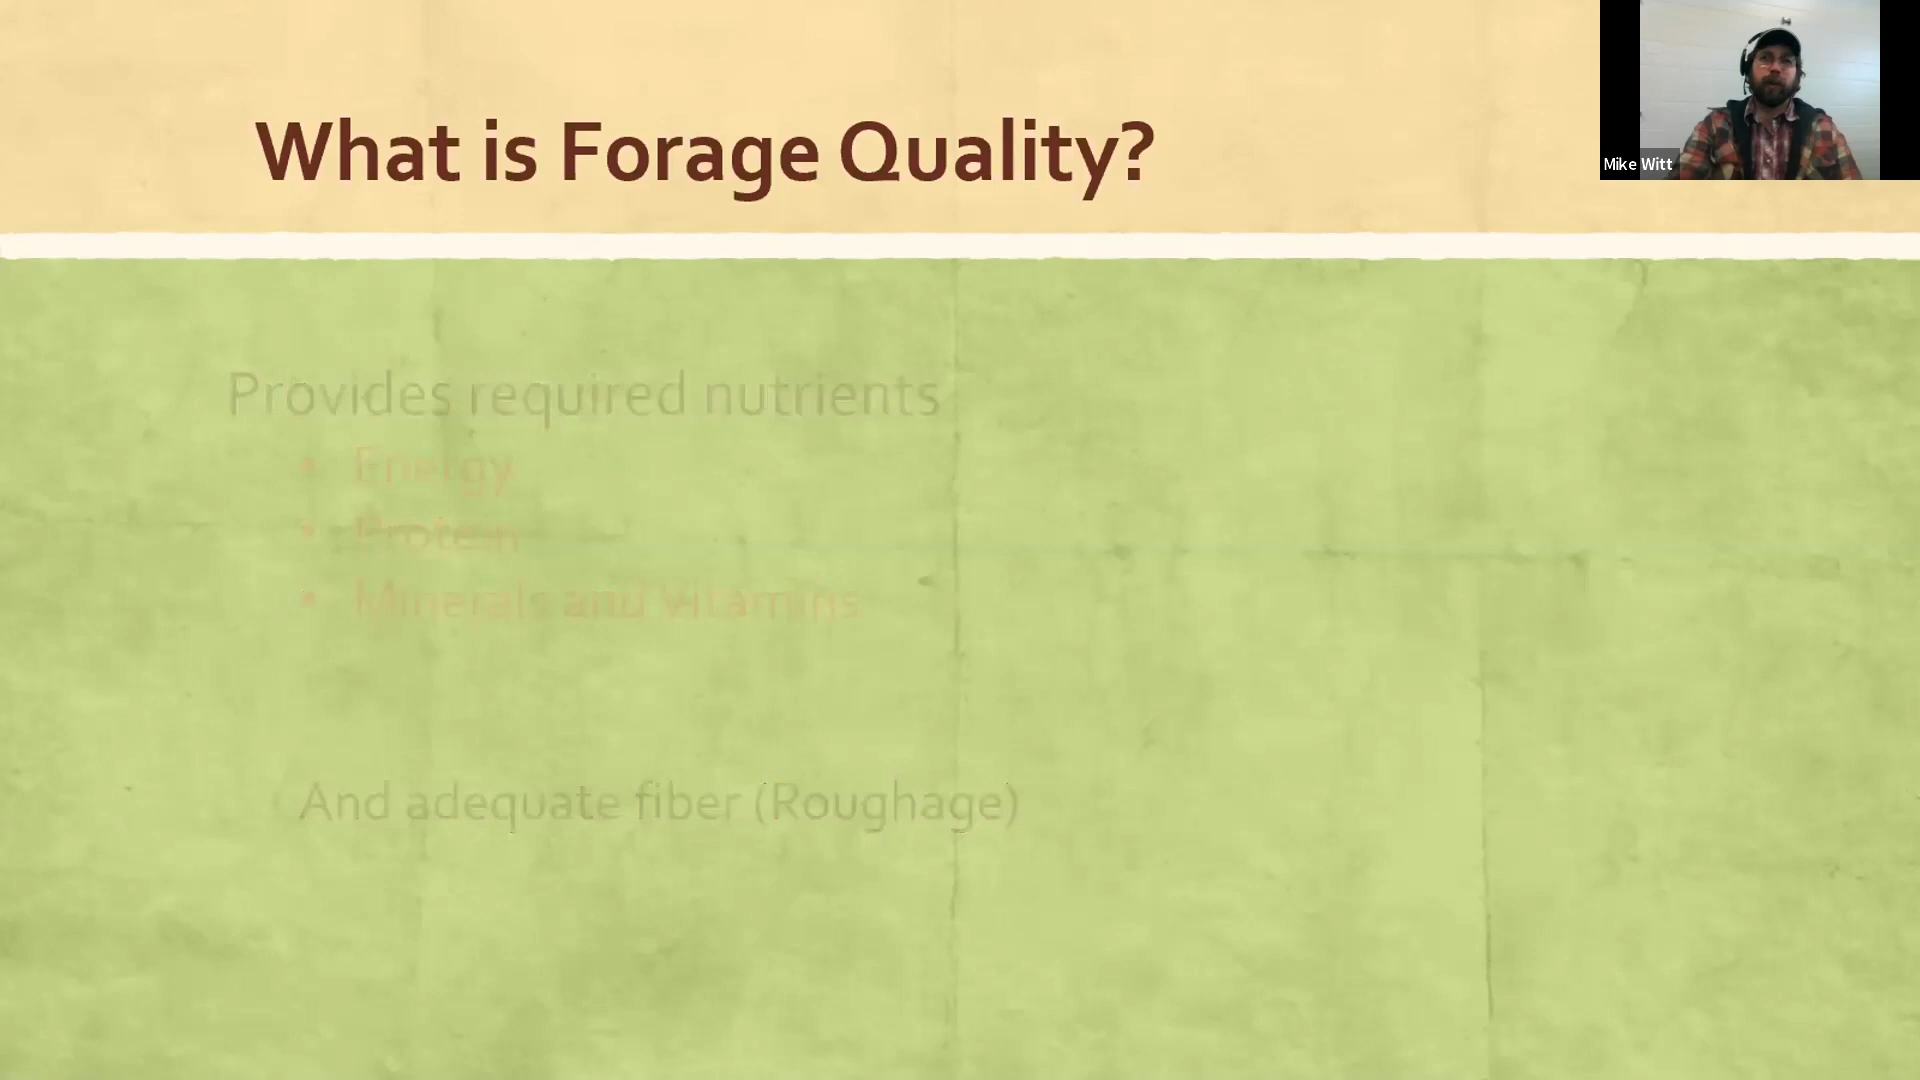 What is Forage Quality?
Mike Witt
Provides required nutrients
• Energy
• Protein
• Minerals and vitamins
And adequate fiber (Roughage)